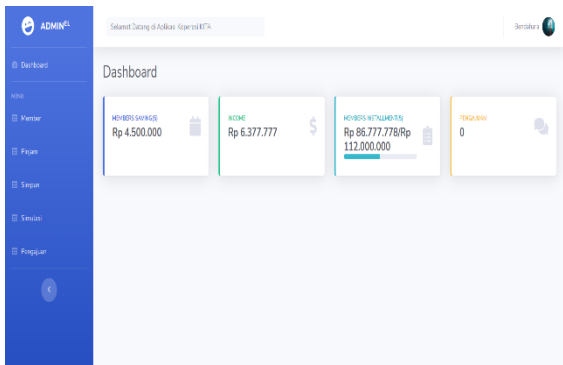 ADMIN EL
Selamat Datang di Aplikasi Koperasi KITA
Bendahara
Dashboard
Dashboard
MENU
Member
Pinjam
Simpan
Simulasi
Pengajuan
MEMBERS SAVING(S)
Rp 4.500.000
INCOME
Rp 6.377.777
$
MEMBERS INSTALLMENT(S)
Rp 86.777.778/Rp
112.000.000
PENGAJUAN
0